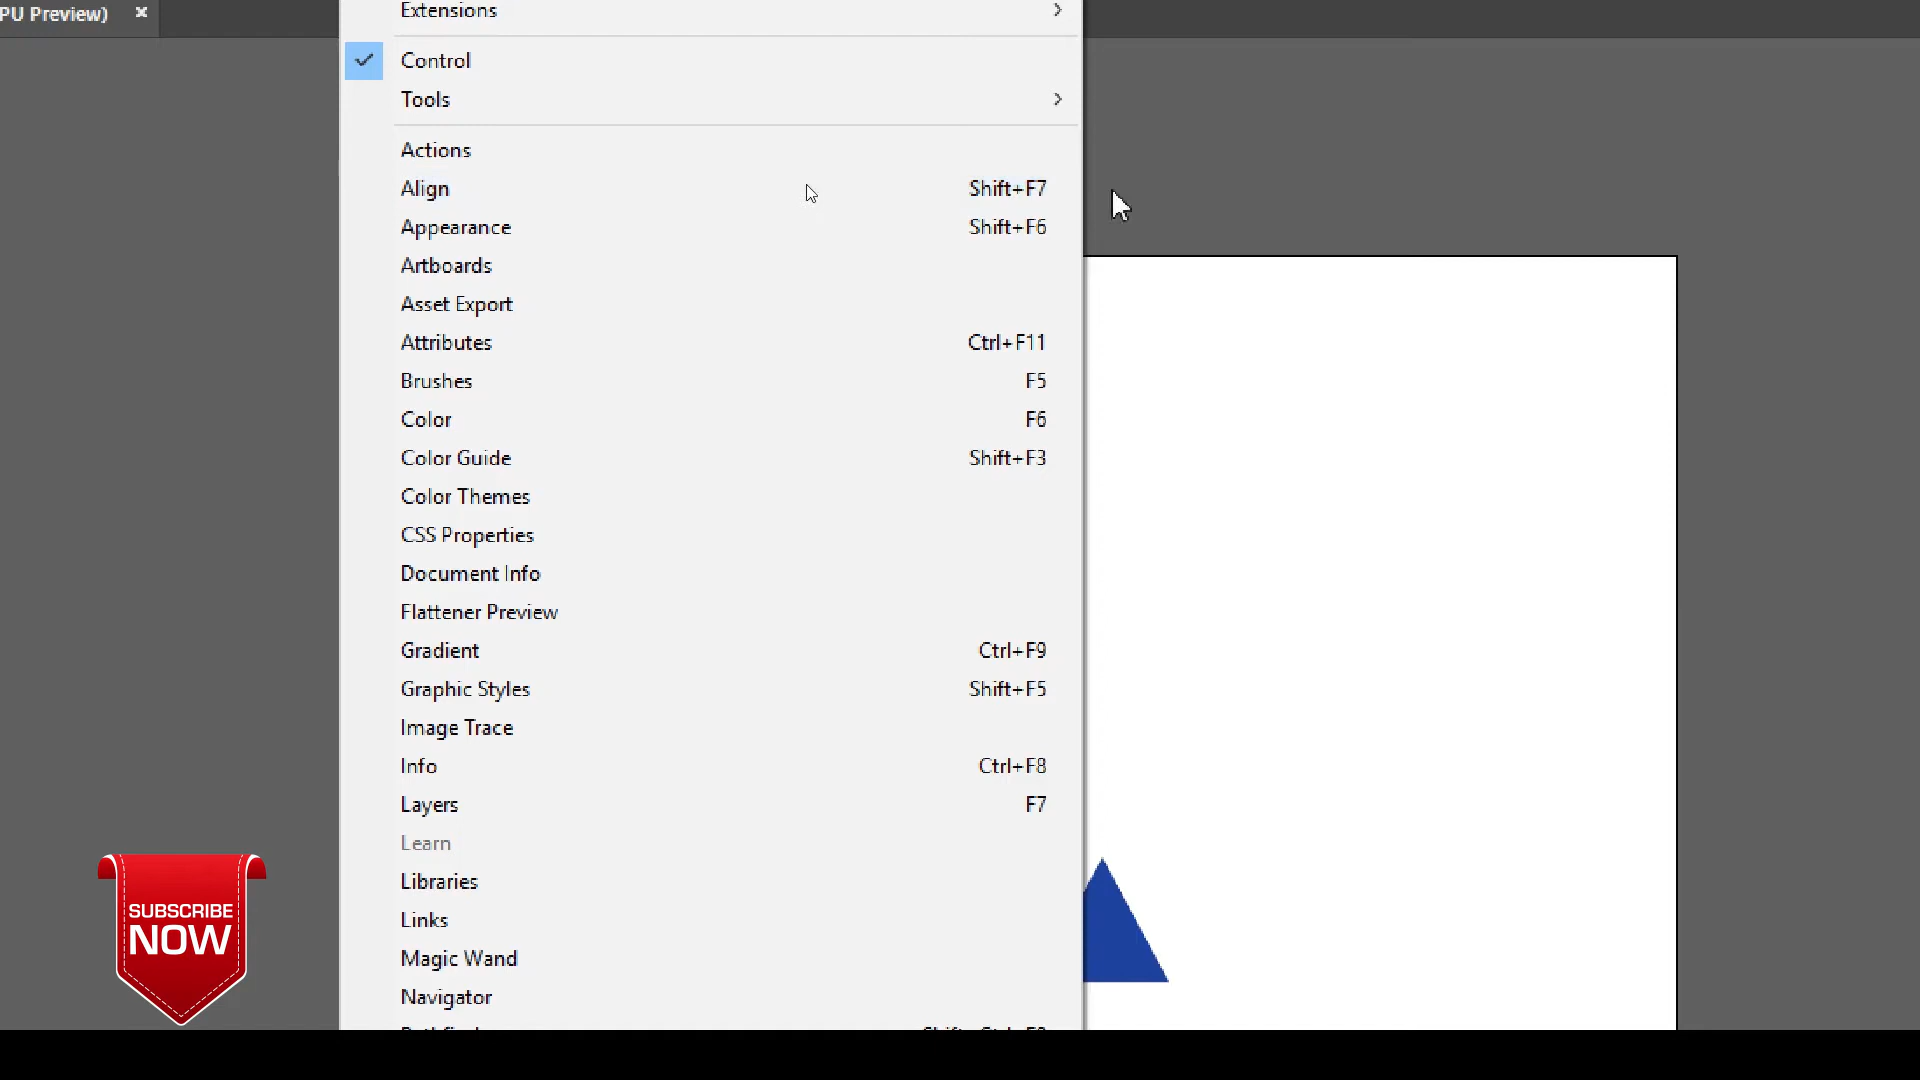 PU Preview)
Extensions
Control
Tools
Actions
Align Shift+F7
Appearance Shift+F6
Artboards
Asset Export
Attributes Ctrl+F11
Brushes F5
Color F6
Color Guide Shift+F3
Color Themes
CSS Properties
Document Info
Flattener Preview
Gradient Ctrl+F9
Graphic Styles Shift+F5
Image Trace
Info Ctrl+F8
Layers F7
Learn
Libraries
Links
Magic Wand
Navigator
SUBSCRIBE
NOW